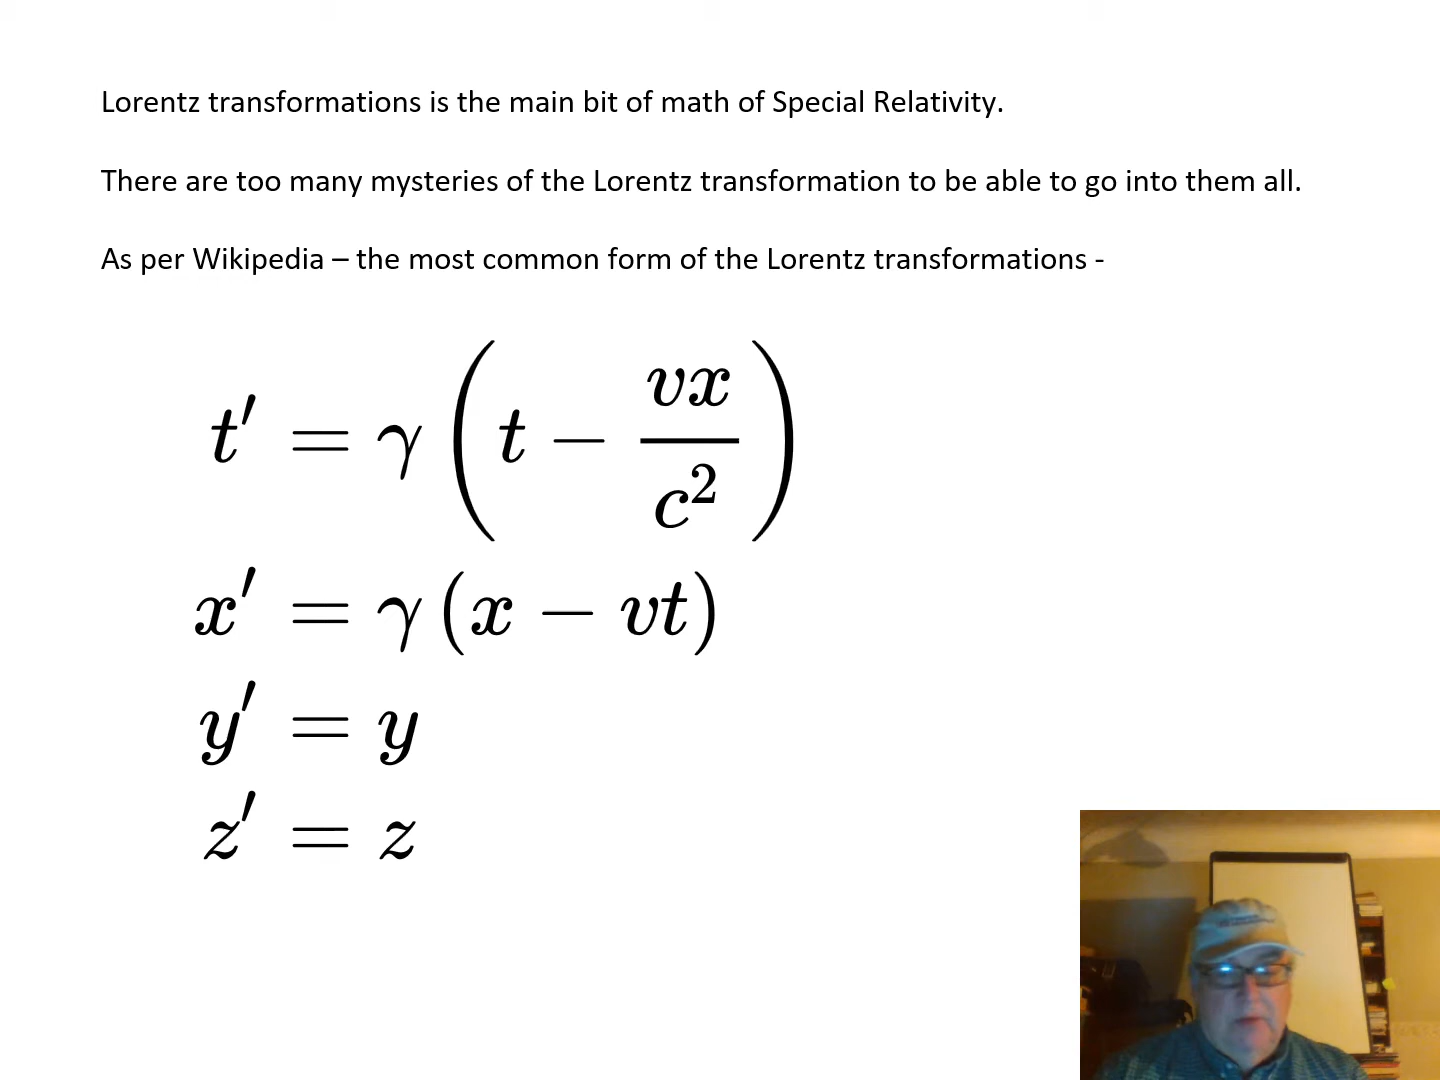 Lorentz transformations is the main bit of math of Special Relativity.
There are too many mysteries of the Lorentz transformation to be able to go into them all.
As per Wikipedia – the most common form of the Lorentz transformations -
t′ = γ (t − vx/c²)
x′ = γ (x − vt)
y′ = y
z′ = z